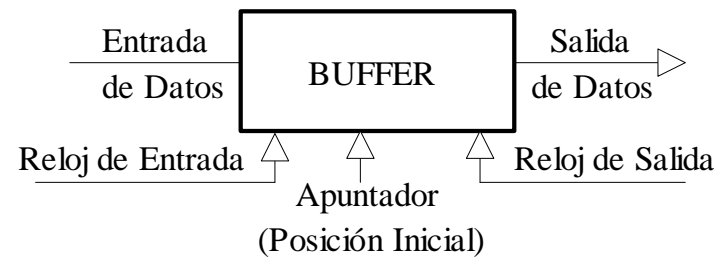 Entrada
de Datos
BUFFER
Salida
de Datos
Reloj de Entrada
Apuntador
(Posición Inicial)
Reloj de Salida